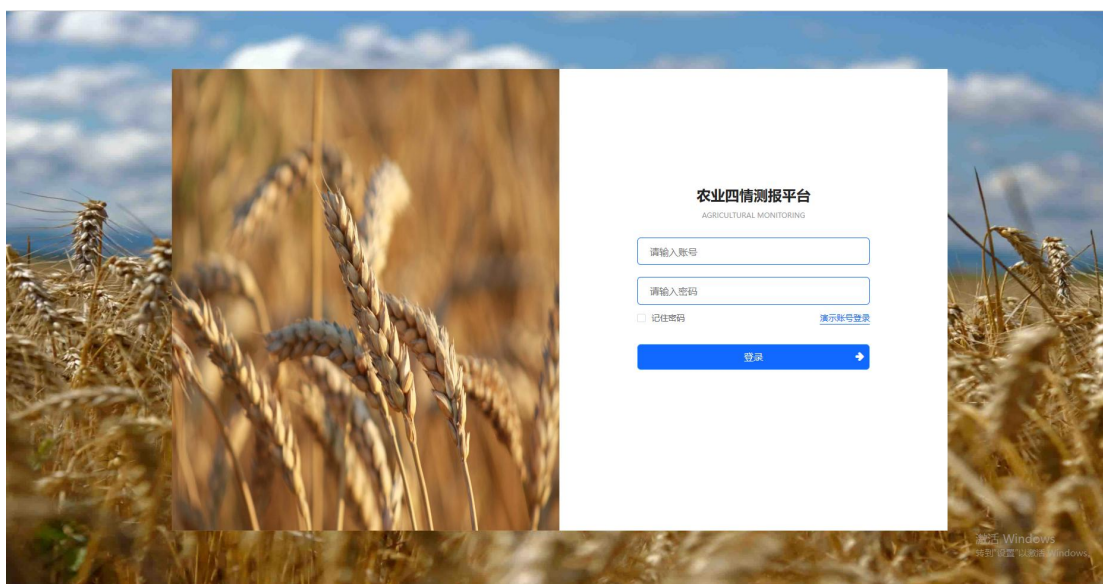 农业四情测报平台
AGRICULTURAL MONITORING
请输入账号
请输入密码
记住密码 演示账号登录
登录
激活 Windows
转到"设置"以激活 Windows。